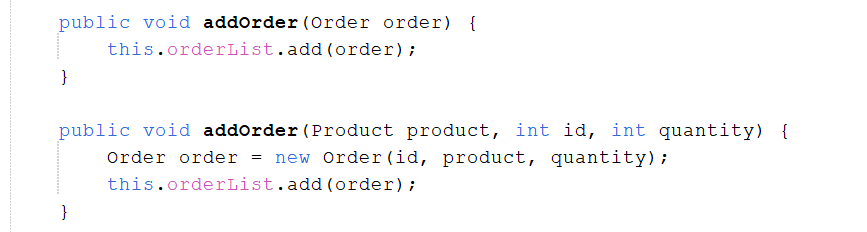 public void addOrder(Order order) {
    this.orderList.add(order);
}
public void addOrder(Product product, int id, int quantity) {
    Order order = new Order(id, product, quantity);
    this.orderList.add(order);
}